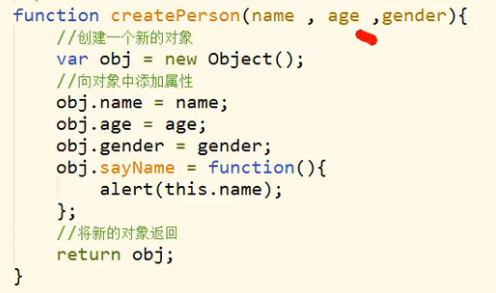 function createPerson(name , age ,gender){
//创建一个新的对象
var obj = new Object();
//向对象中添加属性
obj.name = name;
obj.age = age;
obj.gender = gender;
obj.sayName = function(){
alert(this.name);
};
//将新的对象返回
return obj;
}